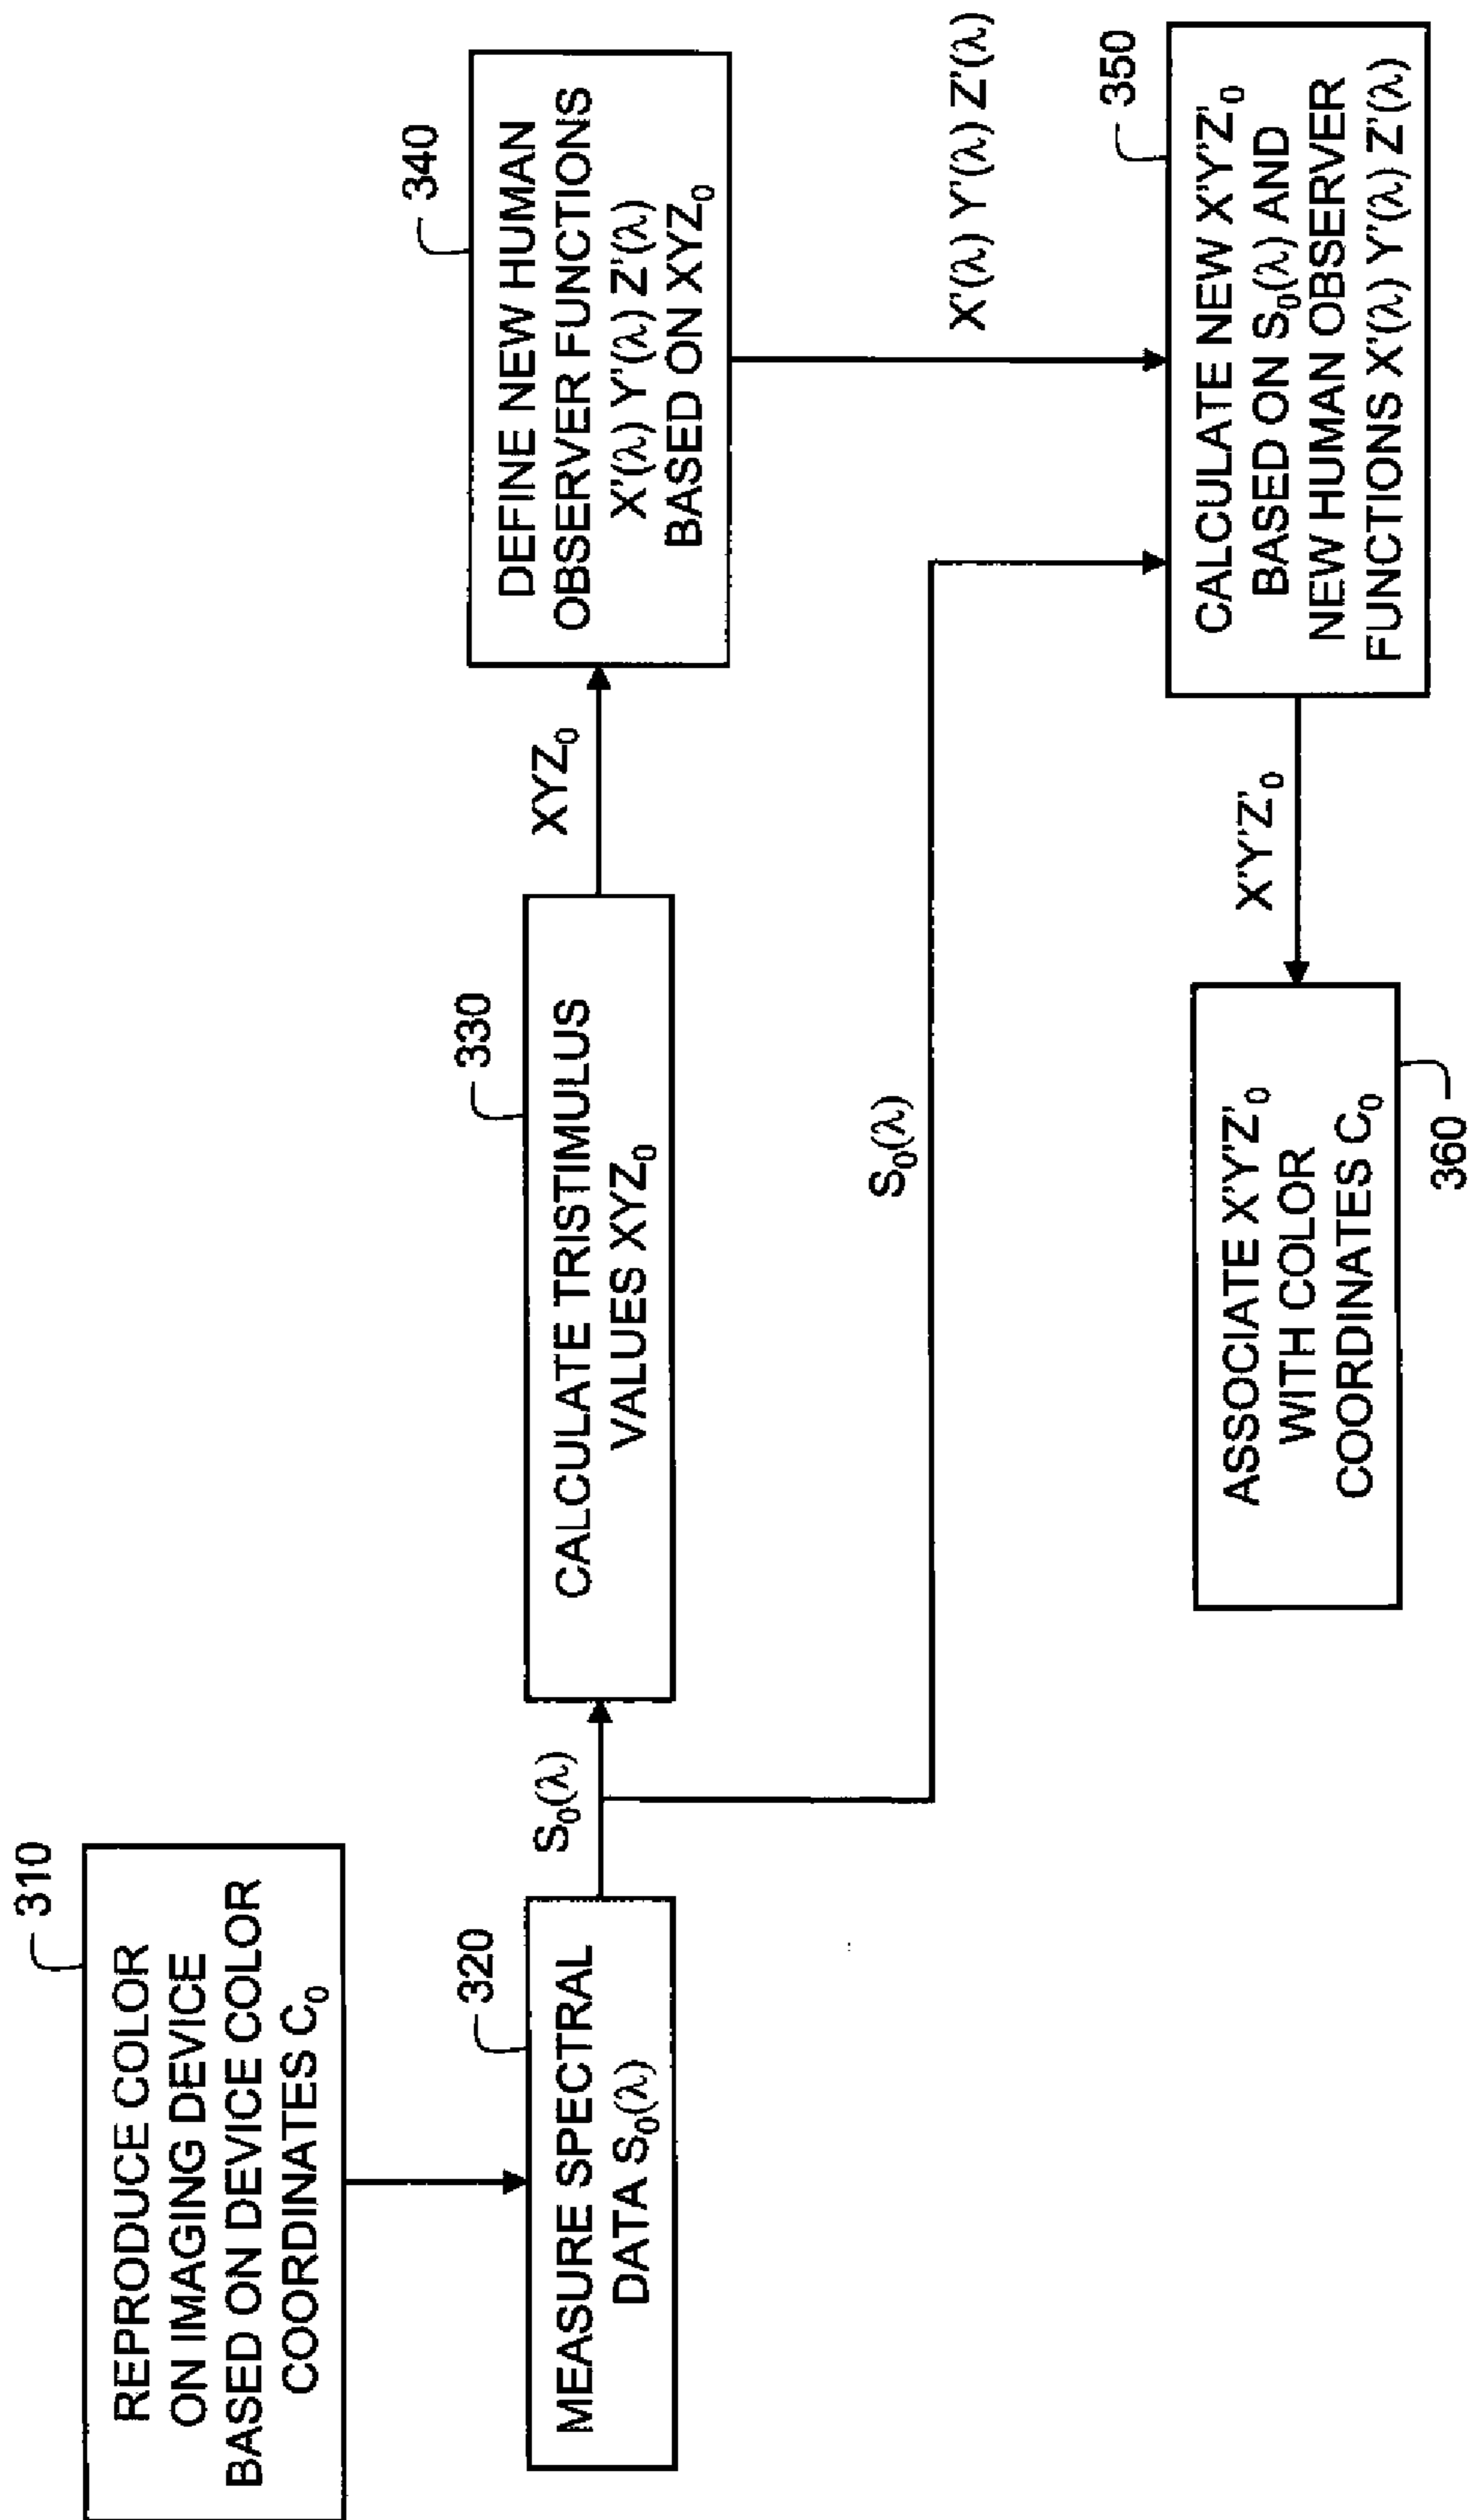 310
REPRODUCE COLOR
ON IMAGING DEVICE
BASED ON DEVICE COLOR
COORDINATES C₀
320
MEASURE SPECTRAL
DATA S₀(λ)
S₀(λ)
330
CALCULATE TRISTIMULUS
VALUES XYZ₀
XYZ₀
340
DEFINE NEW HUMAN
OBSERVER FUNCTIONS
X'(λ) Y'(λ) Z'(λ)
BASED ON XYZ₀
S₀(λ)
X'(λ) Y'(λ) Z'(λ)
350
CALCULATE NEW X'Y'Z'₀
BASED ON S₀(λ) AND
NEW HUMAN OBSERVER
FUNCTIONS X'(λ) Y'(λ) Z'(λ)
X'Y'Z'₀
ASSOCIATE X'Y'Z'₀
WITH COLOR
COORDINATES C₀
360